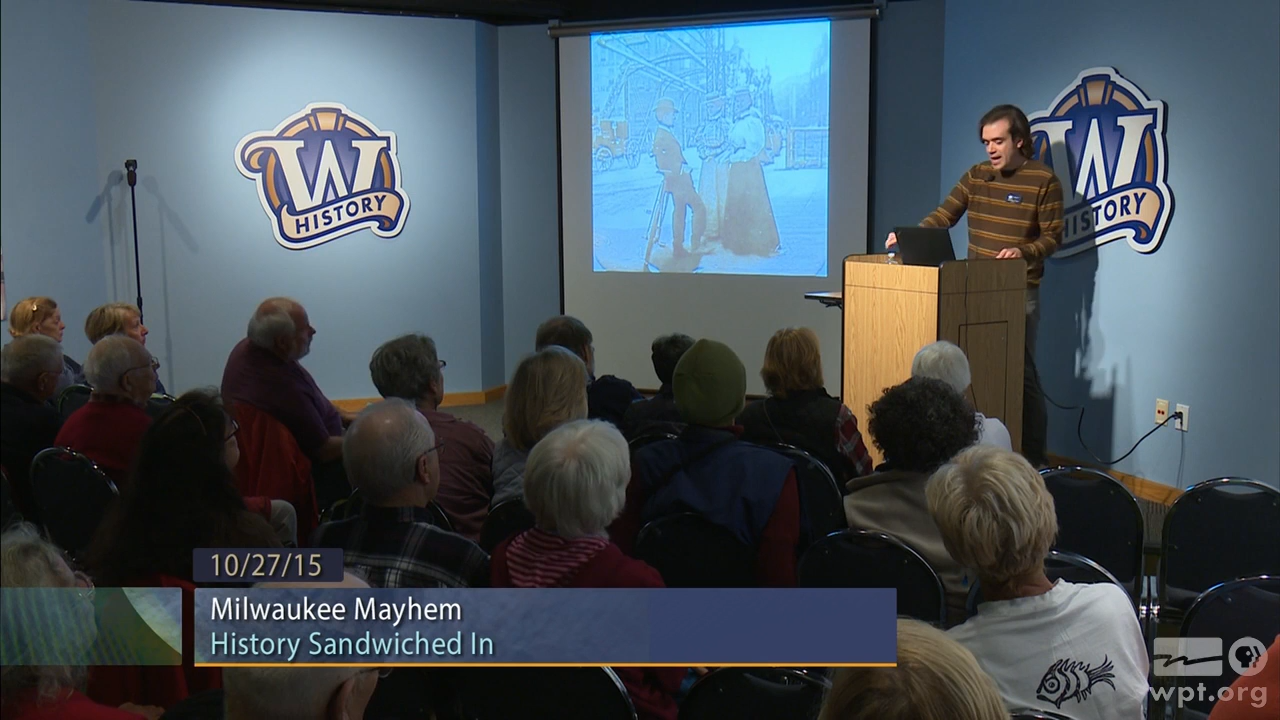 W
HISTORY
W
HISTORY
10/27/15
Milwaukee Mayhem
History Sandwiched In
wpt.org